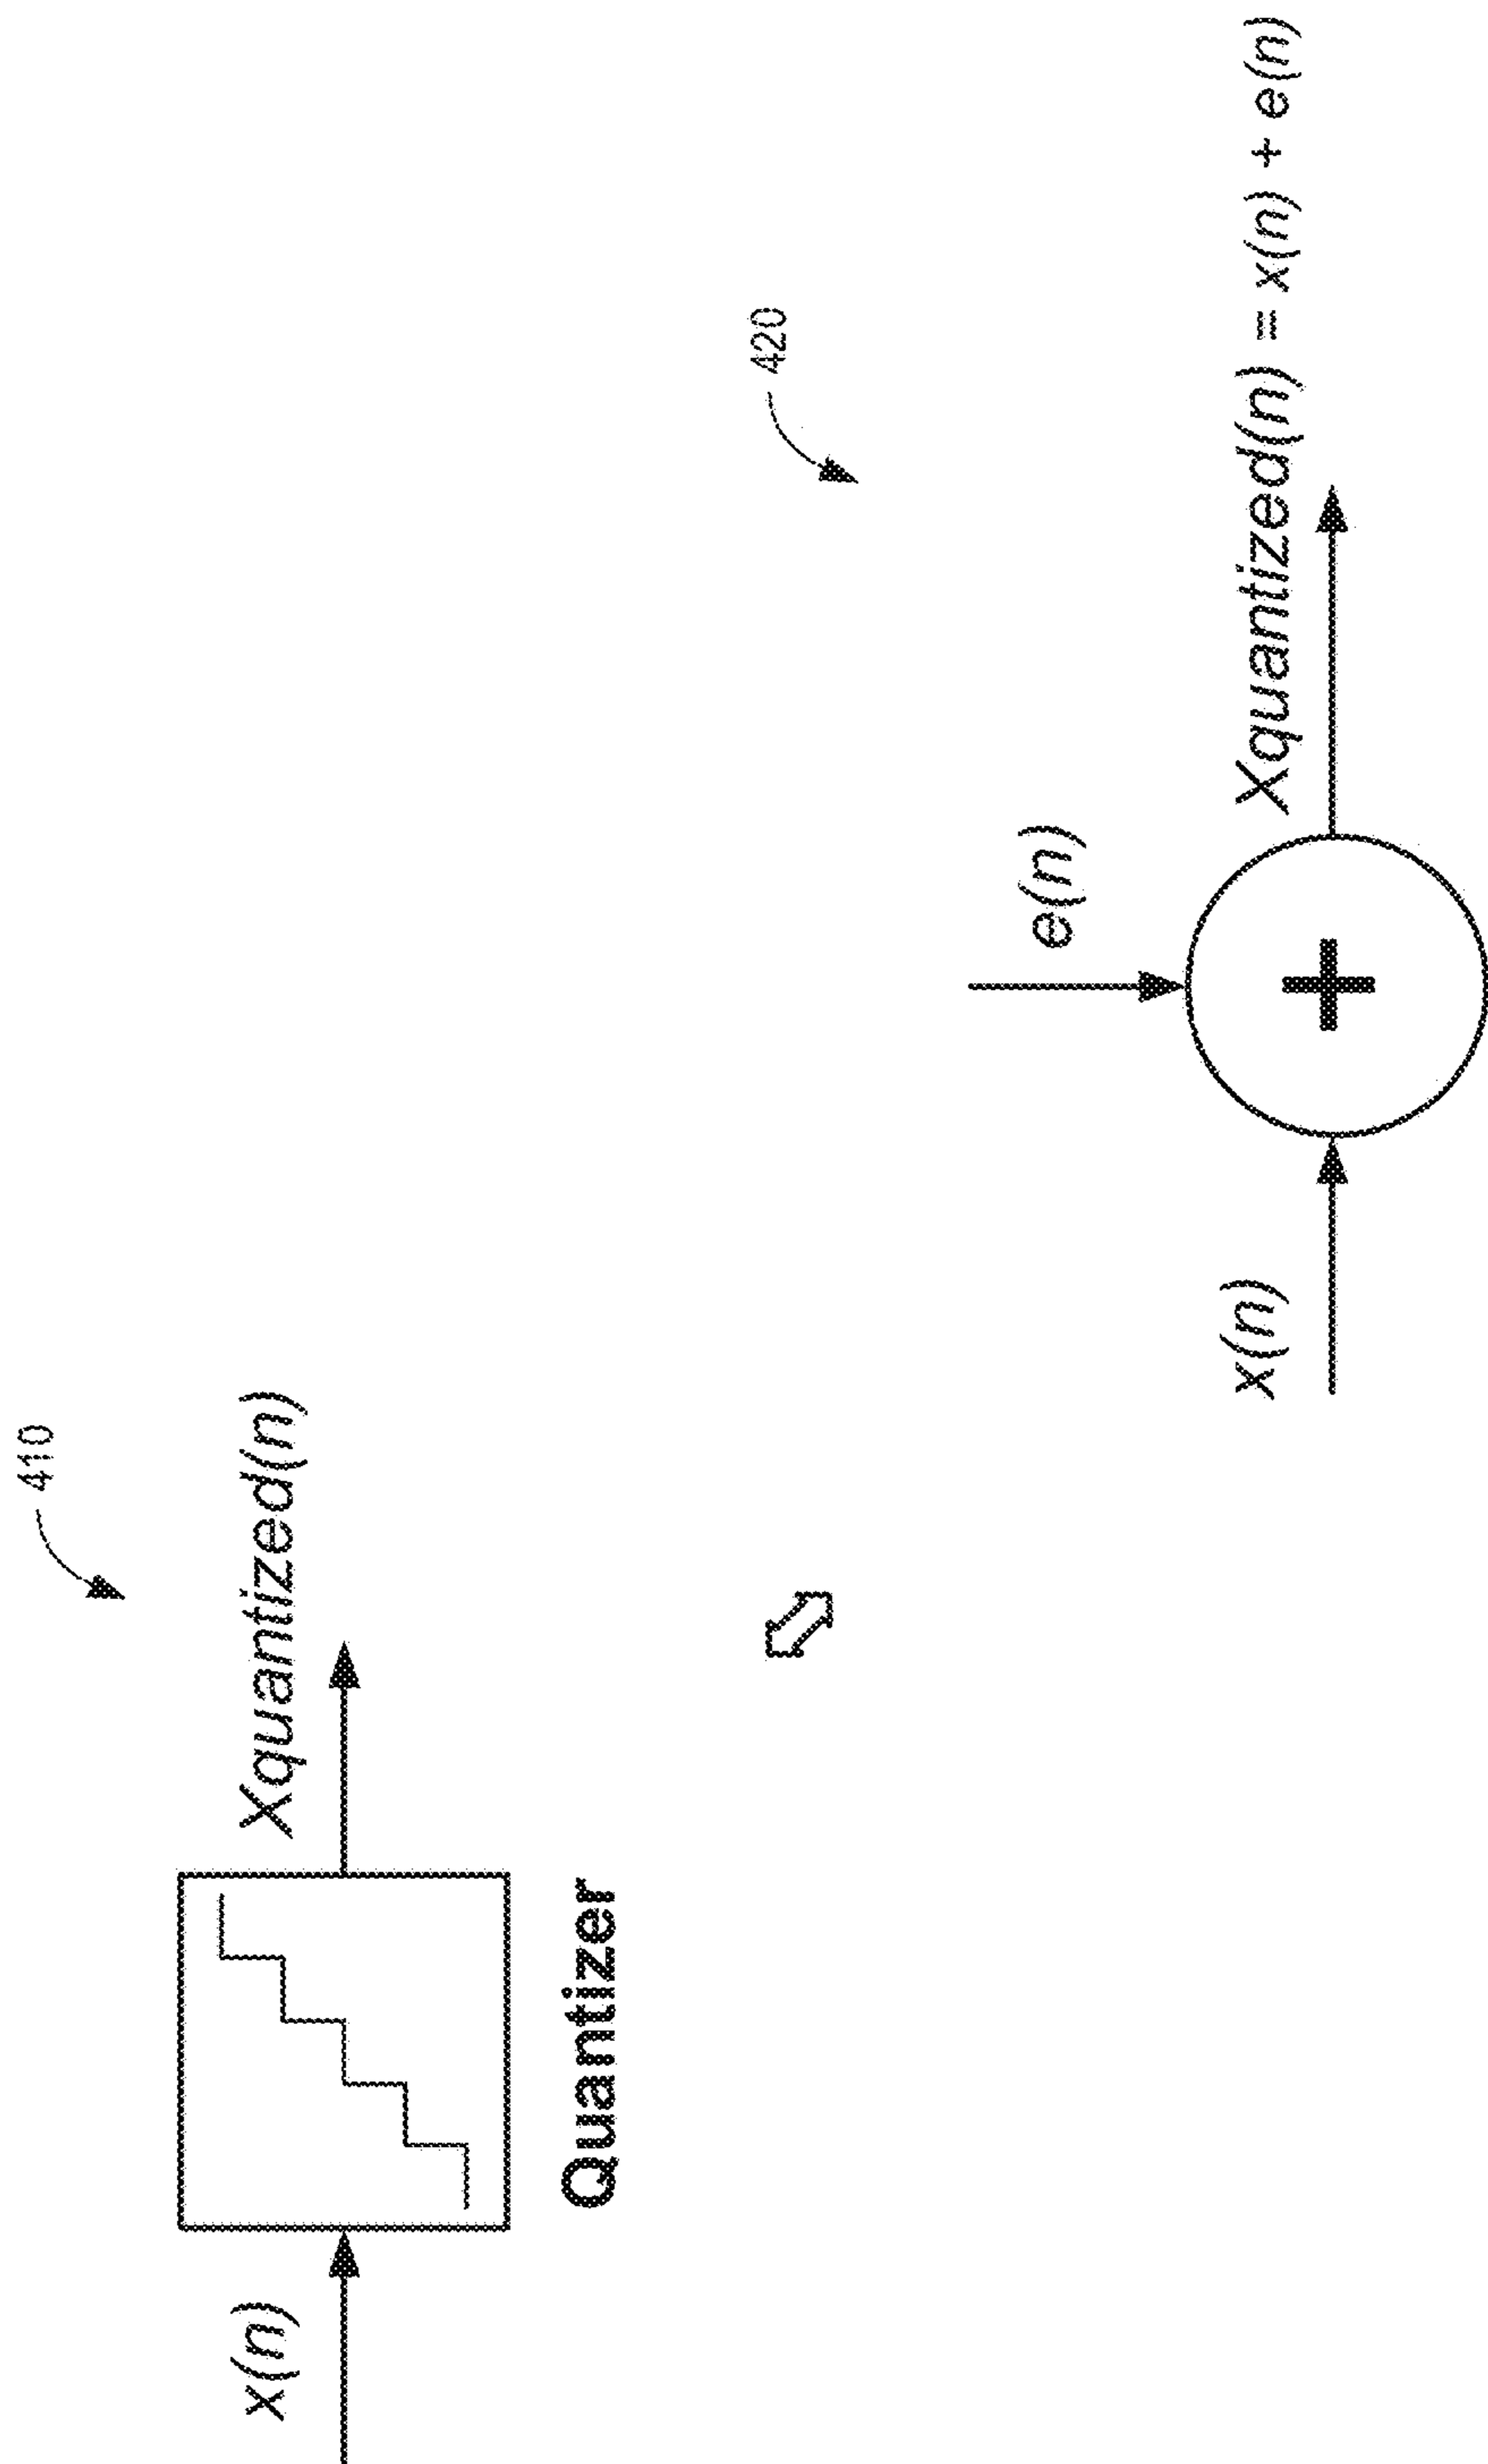 410
x(n)
Xquantized(n)
Quantizer
420
e(n)
x(n)
Xquantized(n) = x(n) + e(n)